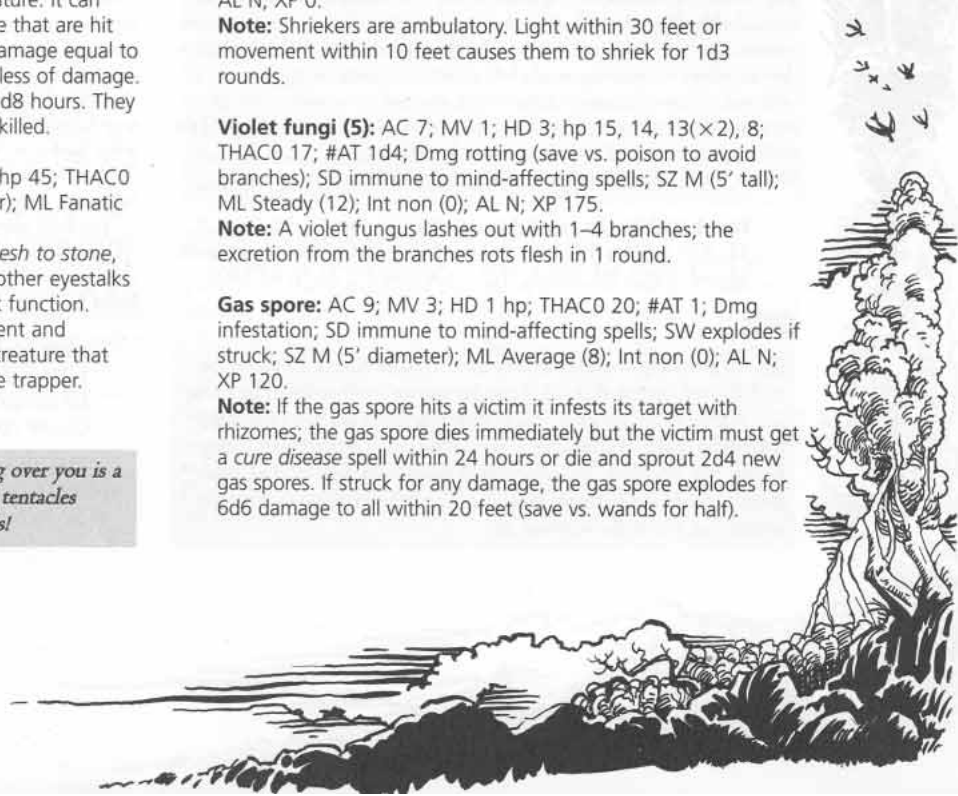 ture. It can
e that are hit
amage equal to
less of damage.
d8 hours. They
killed.
hp 45; THAC0
r); ML Fanatic
esh to stone,
other eyestalks
function.
ent and
creature that
e trapper.
g over you is a
tentacles
s!
AL N; XP 0.
Note: Shriekers are ambulatory. Light within 30 feet or
movement within 10 feet causes them to shriek for 1d3
rounds.
Violet fungi (5): AC 7; MV 1; HD 3; hp 15, 14, 13(×2), 8;
THAC0 17; #AT 1d4; Dmg rotting (save vs. poison to avoid
branches); SD immune to mind-affecting spells; SZ M (5′ tall);
ML Steady (12); Int non (0); AL N; XP 175.
Note: A violet fungus lashes out with 1–4 branches; the
excretion from the branches rots flesh in 1 round.
Gas spore: AC 9; MV 3; HD 1 hp; THAC0 20; #AT 1; Dmg
infestation; SD immune to mind-affecting spells; SW explodes if
struck; SZ M (5′ diameter); ML Average (8); Int non (0); AL N;
XP 120.
Note: If the gas spore hits a victim it infests its target with
rhizomes; the gas spore dies immediately but the victim must get
a cure disease spell within 24 hours or die and sprout 2d4 new
gas spores. If struck for any damage, the gas spore explodes for
6d6 damage to all within 20 feet (save vs. wands for half).